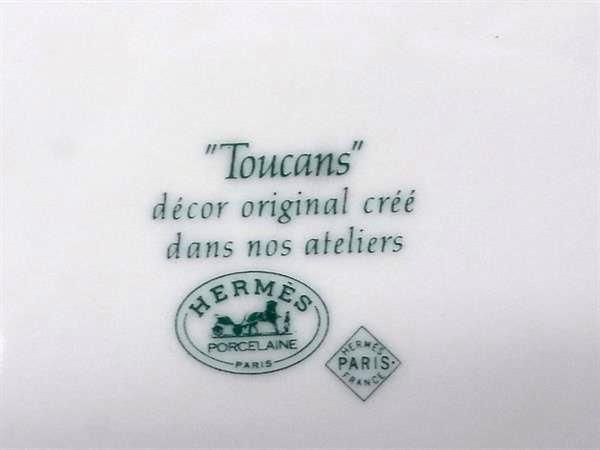 "Toucans"
décor original créé
dans nos ateliers
HERMÈS
PORCELAINE
PARIS
HERMÈS
PARIS
FRANCE